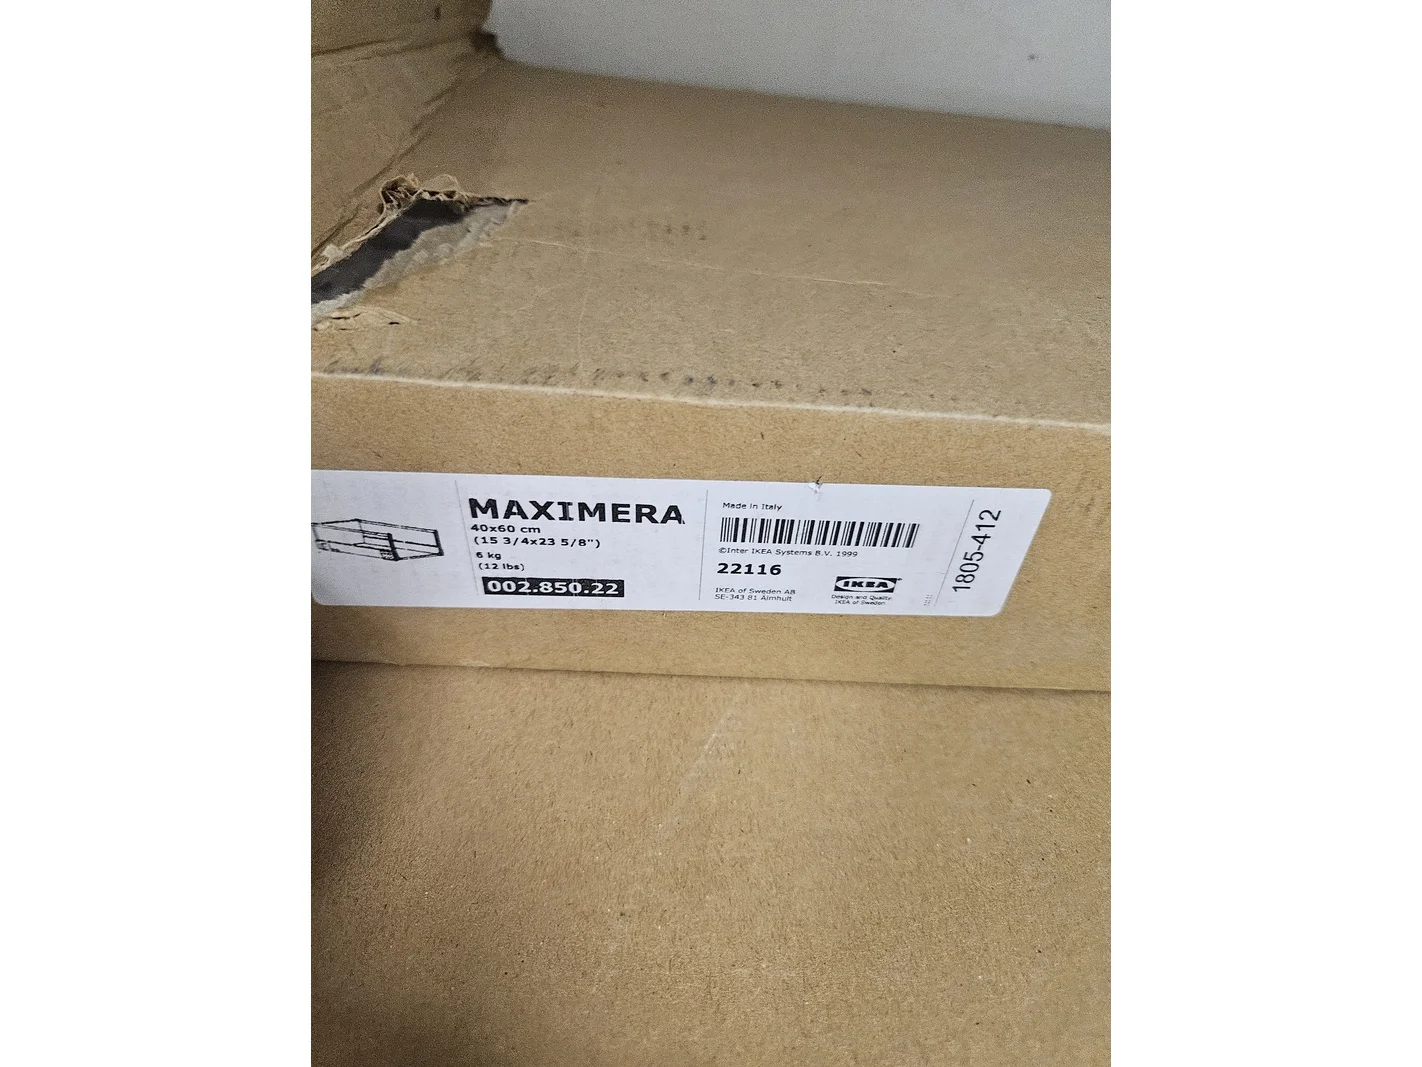 MAXIMERA
40x60 cm
(15 3/4x23 5/8")
6 kg
(12 lbs)
002.850.22
Made in Italy
©Inter IKEA Systems B.V. 1999
22116
IKEA of Sweden AB
SE-343 81 Älmhult
IKEA
Design and Quality
IKEA of Sweden
1805-412